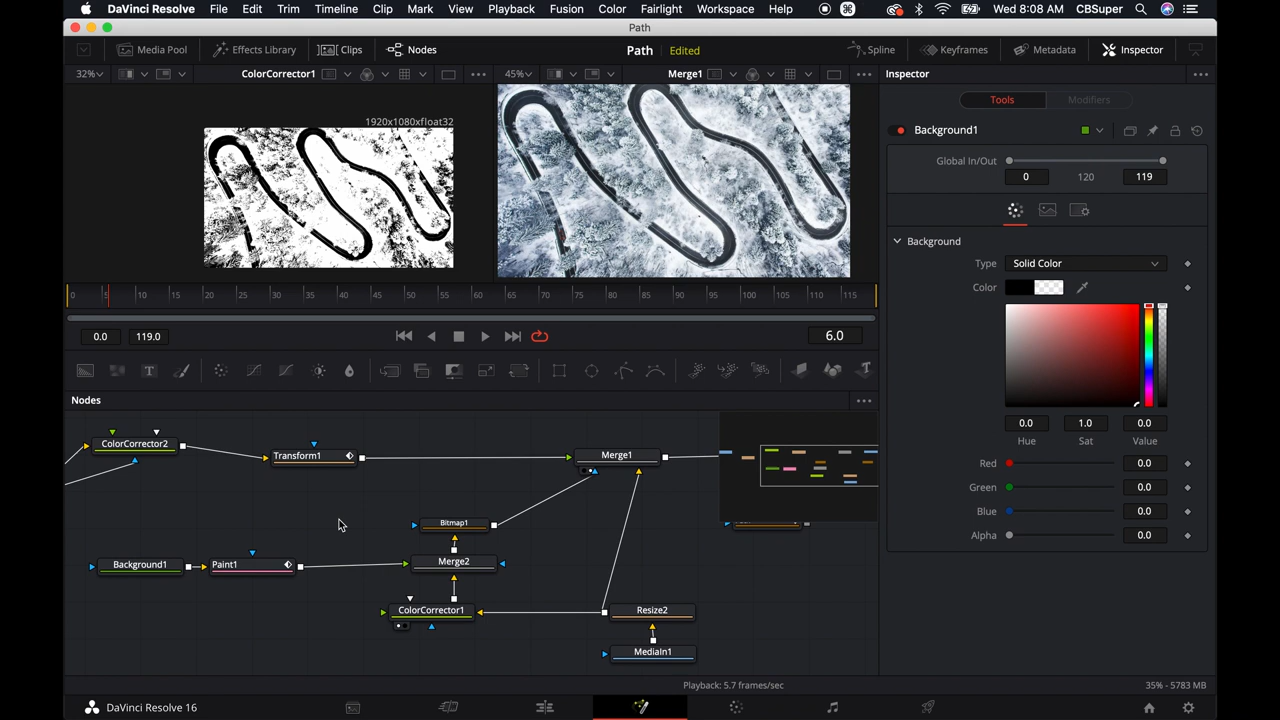 DaVinci Resolve File Edit Trim Timeline Clip Mark View Playback Fusion Color Fairlight Workspace Help Wed 8:08 AM CBSuper
Path
Media Pool Effects Library Clips Nodes Path Edited Spline Keyframes Metadata Inspector
32% ColorCorrector1 45% Merge1 Inspector
Tools Modifiers
1920x1080xfloat32
Background1
Global In/Out
0 120 119
Background
Type Solid Color
Color
0 5 10 15 20 25 30 35 40 45 50 55 60 65 70 75 80 85 90 95 100 105 110 115
0.0 119.0 6.0
Nodes
0.0 1.0 0.0
Hue Sat Value
Red 0.0
Green 0.0
Blue 0.0
Alpha 0.0
ColorCorrector2
Transform1
Merge1
Bitmap1
Background1
Paint1
Merge2
ColorCorrector1
Resize2
MediaIn1
Playback: 5.7 frames/sec 35% - 5783 MB
DaVinci Resolve 16